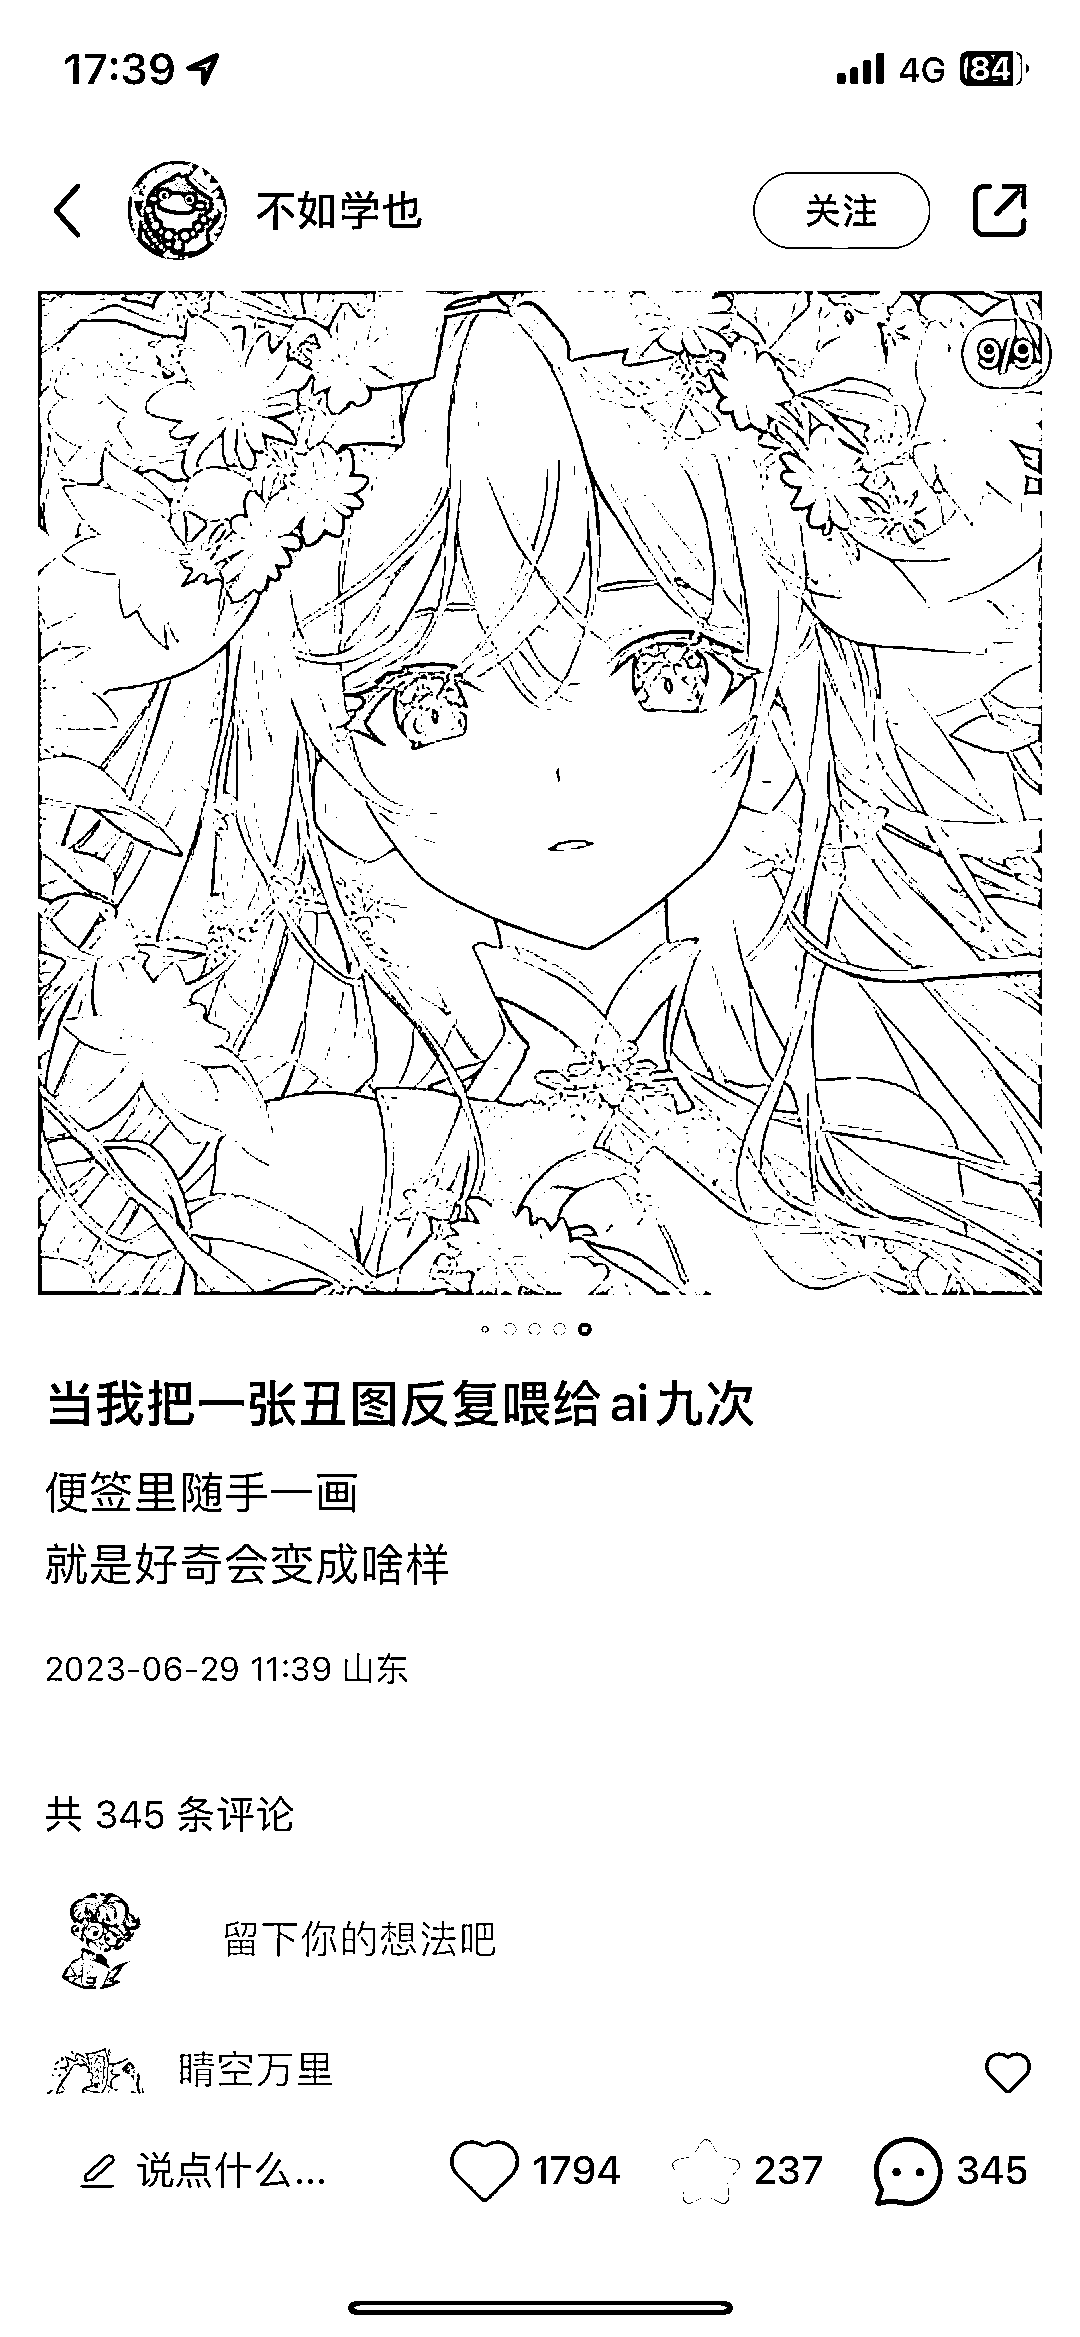 17:39
4G 84
不如学也
关注
9/9
当我把一张丑图反复喂给ai九次
便签里随手一画
就是好奇会变成啥样
2023-06-29 11:39 山东
共 345 条评论
留下你的想法吧
晴空万里
说点什么...
1794
237
345